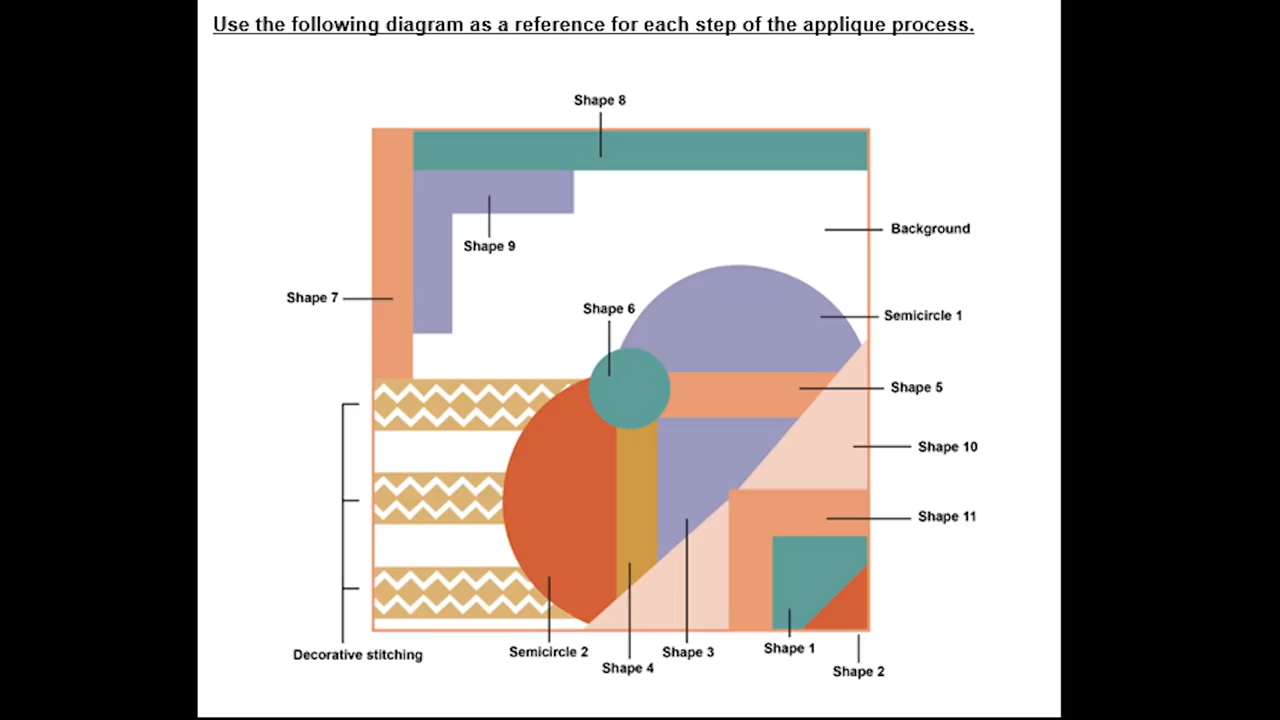 Use the following diagram as a reference for each step of the applique process.
Shape 8
Background
Shape 9
Shape 7
Shape 6
Semicircle 1
Shape 5
Shape 10
Shape 11
Decorative stitching
Semicircle 2
Shape 4
Shape 3
Shape 1
Shape 2